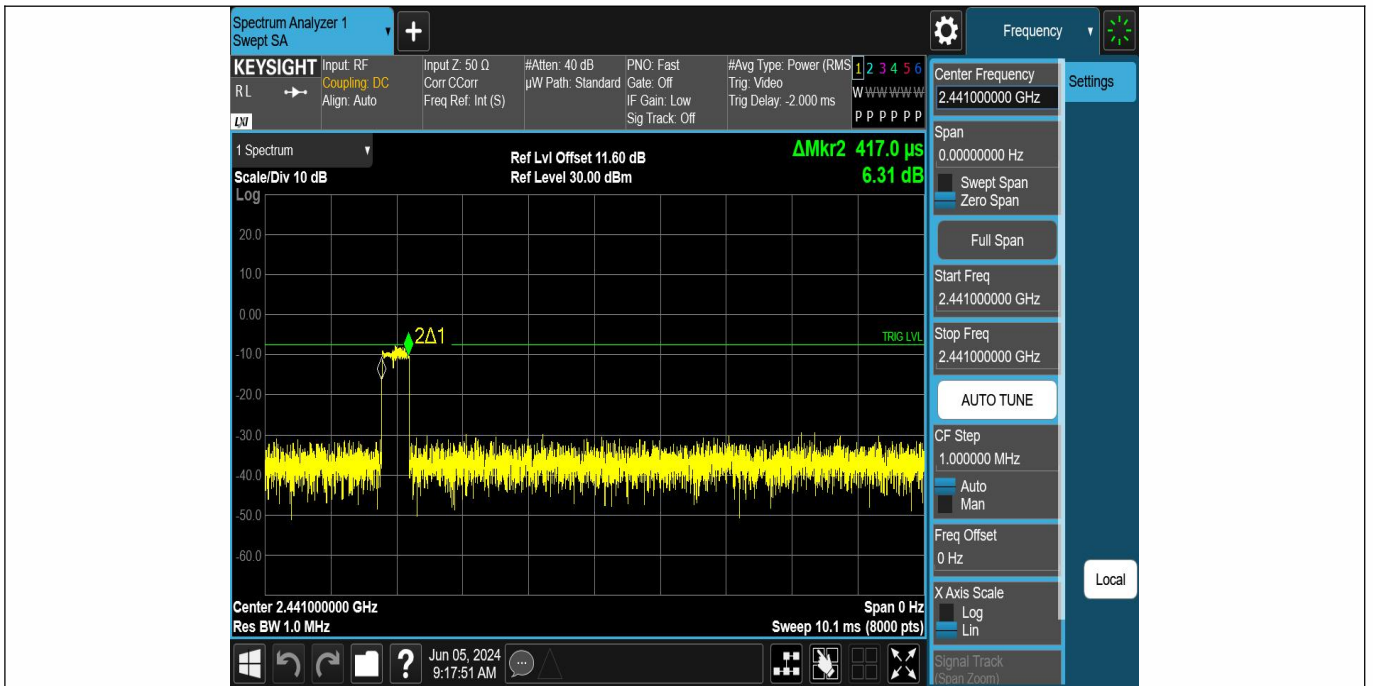 Spectrum Analyzer 1
Swept SA
+
Frequency
KEYSIGHT
RL
LXI
Input: RF
Coupling: DC
Align: Auto
Input Z: 50 Ω
Corr CCorr
Freq Ref: Int (S)
#Atten: 40 dB
µW Path: Standard
PNO: Fast
Gate: Off
IF Gain: Low
Sig Track: Off
#Avg Type: Power (RMS
Trig: Video
Trig Delay: -2.000 ms
1 2 3 4 5 6
W W W W W W
P P P P P P
Center Frequency
2.441000000 GHz
Settings
1 Spectrum
Scale/Div 10 dB
Ref Lvl Offset 11.60 dB
Ref Level 30.00 dBm
ΔMkr2 417.0 µs
6.31 dB
Span
0.00000000 Hz
Swept Span
Zero Span
Full Span
Start Freq
2.441000000 GHz
Stop Freq
2.441000000 GHz
AUTO TUNE
CF Step
1.000000 MHz
Auto
Man
Freq Offset
0 Hz
X Axis Scale
Log
Lin
Signal Track
(Span Zoom)
Local
Log
20.0
10.0
0.00
-10.0
-20.0
-30.0
-40.0
-50.0
-60.0
2Δ1
TRIG LVL
Center 2.441000000 GHz
Span 0 Hz
Res BW 1.0 MHz
Sweep 10.1 ms (8000 pts)
?
Jun 05, 2024
9:17:51 AM